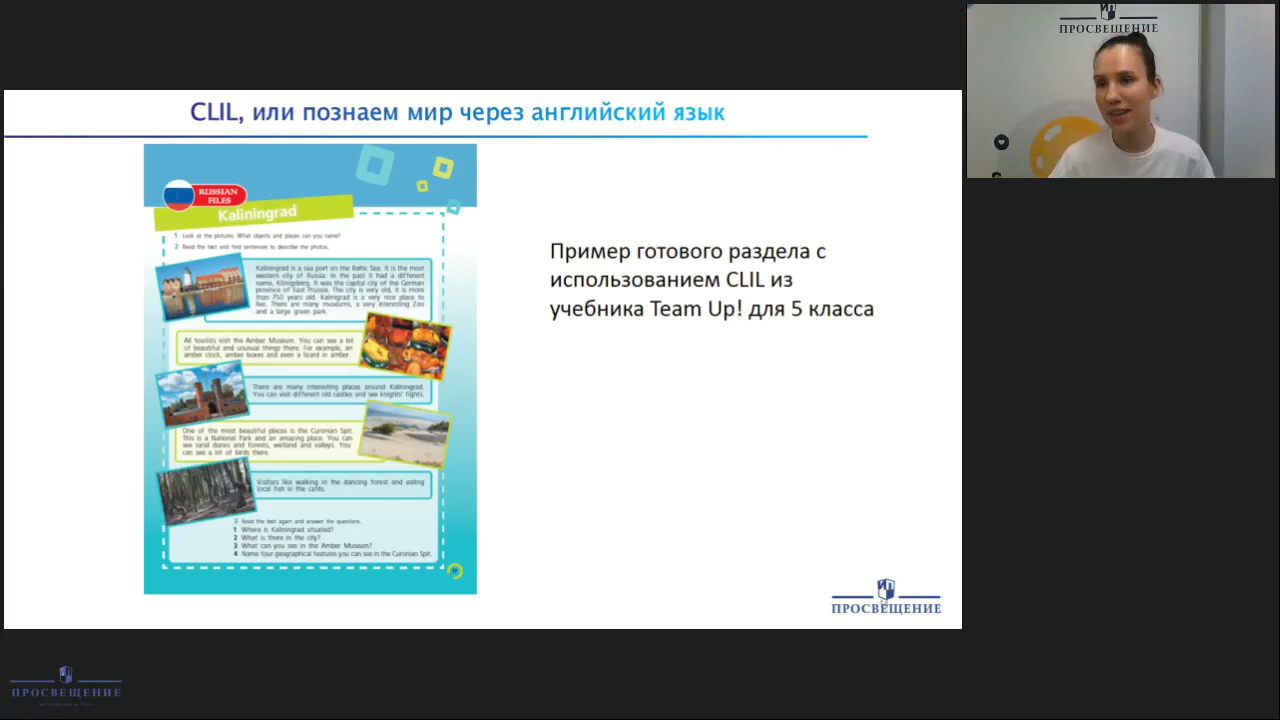 ПРОСВЕЩЕНИЕ
CLIL, или познаем мир через английский язык
RUSSIAN
FILES
Kaliningrad
1 Look at the pictures. What objects and places can you name?
2 Read the text and find sentences to describe the photos.
Kaliningrad is a sea port on the Baltic Sea. It is the most
western city of Russia. In the past it had a different
name, Königsberg. It was the capital city of the German
province of East Prussia. The city is very old, it is more
than 750 years old. Kalinigrad is a very nice place to
live. There are many museums, a very interesting Zoo
and a large green park.
All tourists visit the Amber Museum. You can see a lot
of beautiful and unusual things there. For example, an
amber clock, amber boxes and even a lizard in amber.
There are many interesting places around Kaliningrad.
You can visit different old castles and see knights' fights.
One of the most beautiful places is the Curonian Spit.
This is a National Park and an amazing place. You can
see sand dunes and forests, wetland and valleys. You
can see a lot of birds there.
Visitors like walking in the dancing forest and eating
local fish in the cafés.
3 Read the text again and answer the questions.
1 Where is Kaliningrad situated?
2 What is there in the city?
3 What can you see in the Amber Museum?
4 Name four geographical features you can see in the Curonian Spit.
Пример готового раздела с
использованием CLIL из
учебника Team Up! для 5 класса
ПРОСВЕЩЕНИЕ
ПРОСВЕЩЕНИЕ